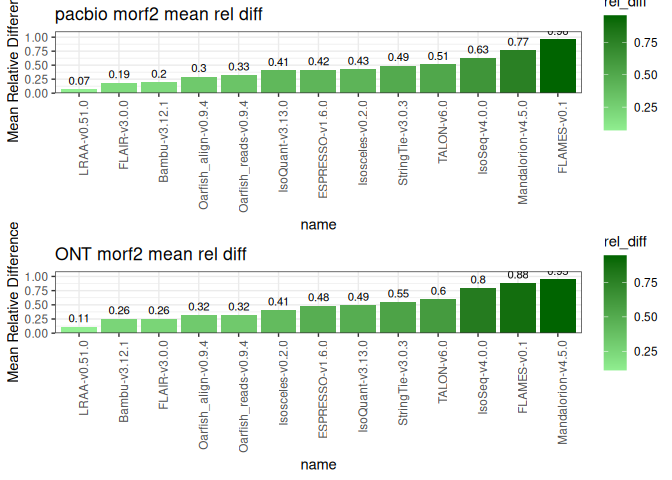 pacbio morf2 mean rel diff
rel_diff
Mean Relative Differen
1.00
0.75
0.50
0.25
0.00
0.07
0.19
0.2
0.3
0.33
0.41
0.42
0.43
0.49
0.51
0.63
0.77
0.96
0.75
0.50
0.25
LRAA-v0.51.0
FLAIR-v3.0.0
Bambu-v3.12.1
Oarfish_align-v0.9.4
Oarfish_reads-v0.9.4
IsoQuant-v3.13.0
ESPRESSO-v1.6.0
Isosceles-v0.2.0
StringTie-v3.0.3
TALON-v6.0
IsoSeq-v4.0.0
Mandalorion-v4.5.0
FLAMES-v0.1
name
ONT morf2 mean rel diff
rel_diff
Mean Relative Difference
1.00
0.75
0.50
0.25
0.00
0.11
0.26
0.26
0.32
0.32
0.41
0.48
0.49
0.55
0.6
0.8
0.88
0.95
0.75
0.50
0.25
LRAA-v0.51.0
Bambu-v3.12.1
FLAIR-v3.0.0
Oarfish_align-v0.9.4
Oarfish_reads-v0.9.4
Isosceles-v0.2.0
ESPRESSO-v1.6.0
IsoQuant-v3.13.0
StringTie-v3.0.3
TALON-v6.0
IsoSeq-v4.0.0
FLAMES-v0.1
Mandalorion-v4.5.0
name